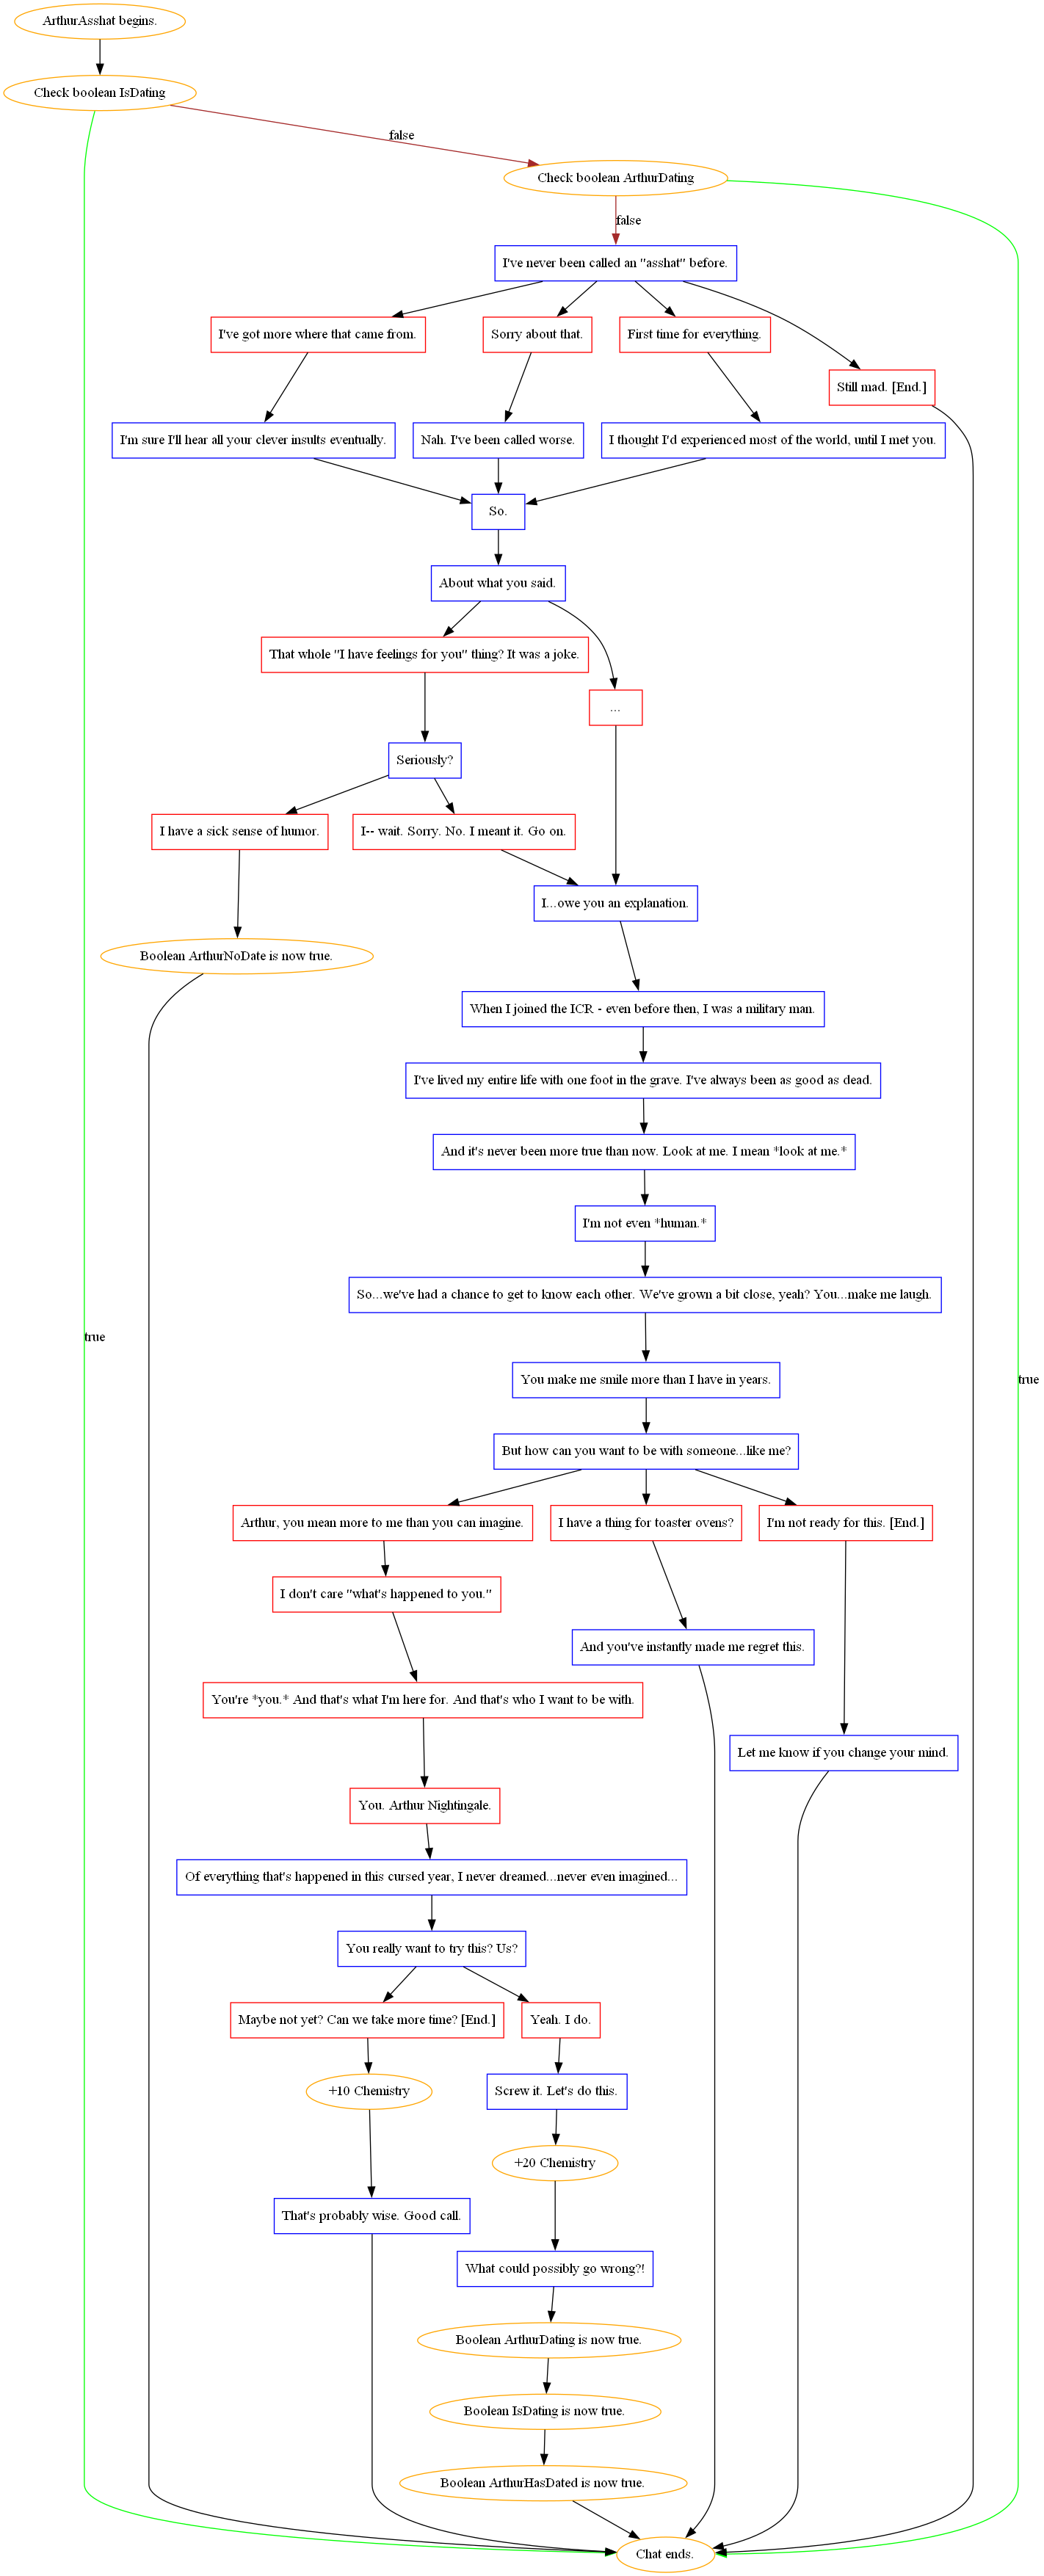 ArthurAsshat begins.
Check boolean IsDating
false
Check boolean ArthurDating
false
I've never been called an "asshat" before.
I've got more where that came from.
Sorry about that.
First time for everything.
Still mad. [End.]
I'm sure I'll hear all your clever insults eventually.
Nah. I've been called worse.
I thought I'd experienced most of the world, until I met you.
So.
About what you said.
That whole "I have feelings for you" thing? It was a joke.
...
Seriously?
I have a sick sense of humor.
I-- wait. Sorry. No. I meant it. Go on.
I...owe you an explanation.
Boolean ArthurNoDate is now true.
When I joined the ICR - even before then, I was a military man.
I've lived my entire life with one foot in the grave. I've always been as good as dead.
And it's never been more true than now. Look at me. I mean *look at me.*
I'm not even *human.*
So...we've had a chance to get to know each other. We've grown a bit close, yeah? You...make me laugh.
true
You make me smile more than I have in years.
true
But how can you want to be with someone...like me?
Arthur, you mean more to me than you can imagine.
I have a thing for toaster ovens?
I'm not ready for this. [End.]
I don't care "what's happened to you."
And you've instantly made me regret this.
You're *you.* And that's what I'm here for. And that's who I want to be with.
Let me know if you change your mind.
You. Arthur Nightingale.
Of everything that's happened in this cursed year, I never dreamed...never even imagined...
You really want to try this? Us?
Maybe not yet? Can we take more time? [End.]
Yeah. I do.
+10 Chemistry
Screw it. Let's do this.
+20 Chemistry
That's probably wise. Good call.
What could possibly go wrong?!
Boolean ArthurDating is now true.
Boolean IsDating is now true.
Boolean ArthurHasDated is now true.
Chat ends.